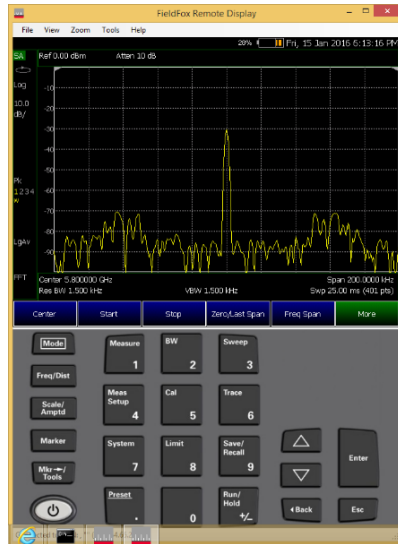 FieldFox Remote Display
File View Zoom Tools Help
28% Fri, 15 Jan 2016 6:13:16 PM
SA Ref 0.00 dBm Atten 10 dB
Log
10.0
dB/
-10
-20
-30
-40
-50
-60
-70
-80
-90
Pk
1 2 3 4
W
LgAv
FFT
Center 5.800000 GHz Span 200.0000 kHz
Res BW 1.500 kHz VBW 1.500 kHz Swp 25.00 ms (401 pts)
Center Start Stop Zero/Last Span Freq Span More
Mode Measure 1 BW 2 Sweep 3
Freq/Dist
Scale/Amptd Meas Setup 4 Cal 5 Trace 6
Marker System 7 Limit 8 Save/Recall 9 Enter
Mkr→/Tools
Preset . 0 Run/Hold +/- Back Esc